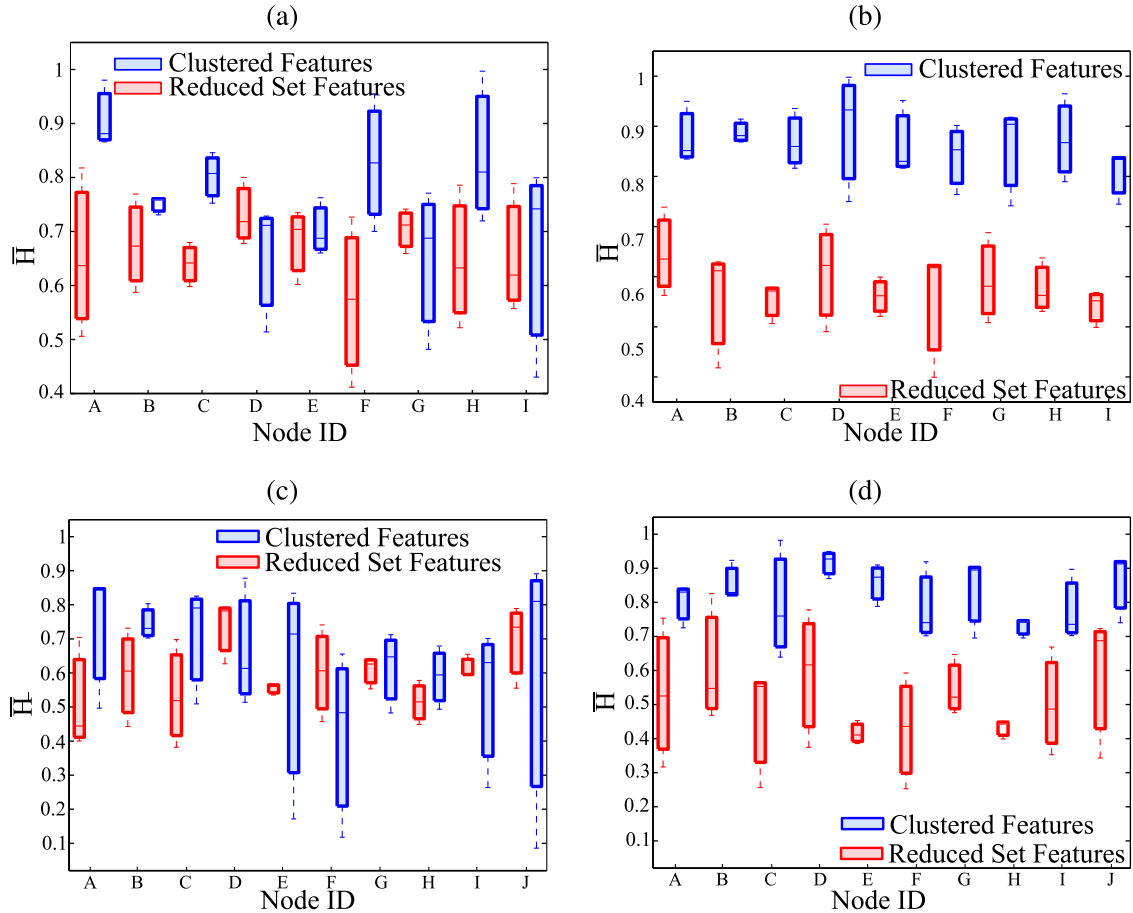 (a)
Clustered Features
Reduced Set Features
1
0.9
0.8
0.7
0.6
0.5
0.4
H
A B C D E F G H I
Node ID
(b)
Clustered Features
1
0.9
0.8
0.7
0.6
0.5
0.4
H
Reduced Set Features
A B C D E F G H I
Node ID
(c)
Clustered Features
Reduced Set Features
1
0.9
0.8
0.7
0.6
0.5
0.4
0.3
0.2
0.1
H
A B C D E F G H I J
Node ID
(d)
1
0.9
0.8
0.7
0.6
0.5
0.4
0.3
0.2
0.1
H
Clustered Features
Reduced Set Features
A B C D E F G H I J
Node ID